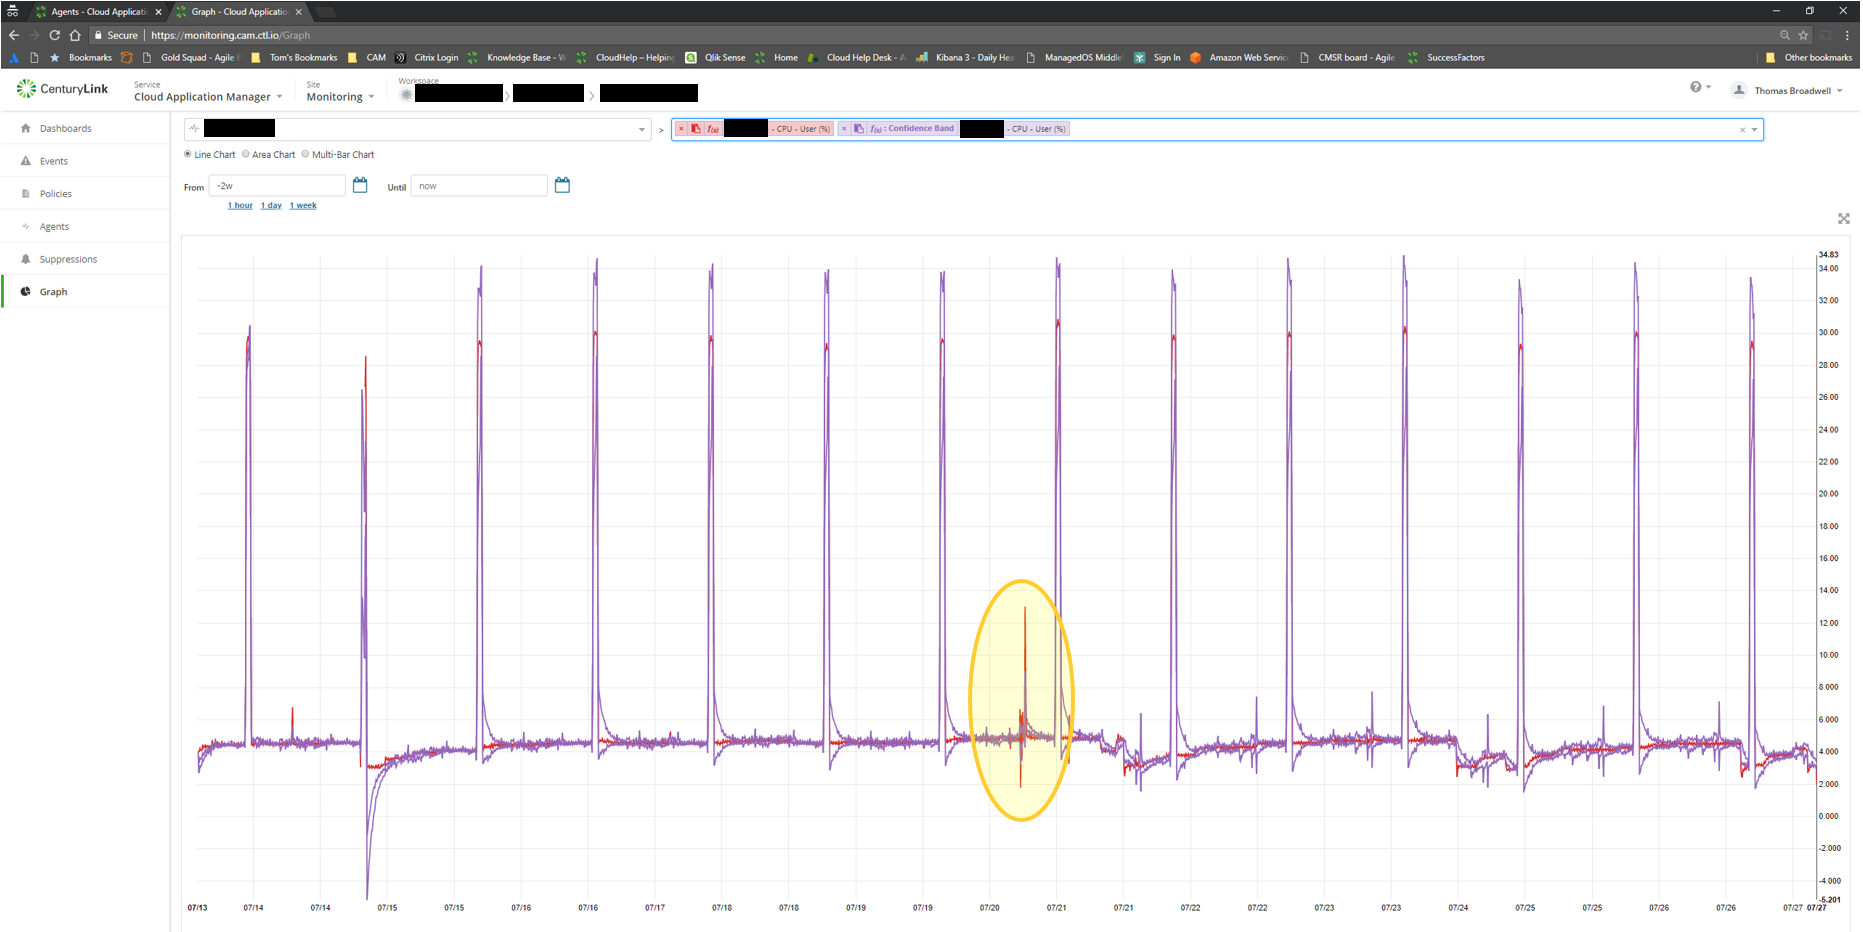 Agents - Cloud Applicatio
Graph - Cloud Applicatio
Secure https://monitoring.cam.ctl.io/Graph
Bookmarks Gold Squad - Agile Tom's Bookmarks CAM Citrix Login Knowledge Base - W CloudHelp – Helping Qlik Sense Home Cloud Help Desk - A Kibana 3 - Daily Hea ManagedOS Middle Sign In Amazon Web Service CMSR board - Agile SuccessFactors Other bookmarks
CenturyLink
Service
Cloud Application Manager
Site
Monitoring
Workspace
Thomas Broadwell
Dashboards
Events
Policies
Agents
Suppressions
Graph
> × f(x) - CPU - User (%) × f(x) : Confidence Band - CPU - User (%)
Line Chart Area Chart Multi-Bar Chart
From -2w Until now
1 hour 1 day 1 week
34.83
34.00
32.00
30.00
28.00
26.00
24.00
22.00
20.00
18.00
16.00
14.00
12.00
10.00
8.000
6.000
4.000
2.000
0.000
-2.000
-4.000
-5.201
07/13 07/14 07/14 07/15 07/15 07/16 07/16 07/17 07/18 07/18 07/19 07/19 07/20 07/21 07/21 07/22 07/22 07/23 07/23 07/24 07/25 07/25 07/26 07/26 07/27 07/27